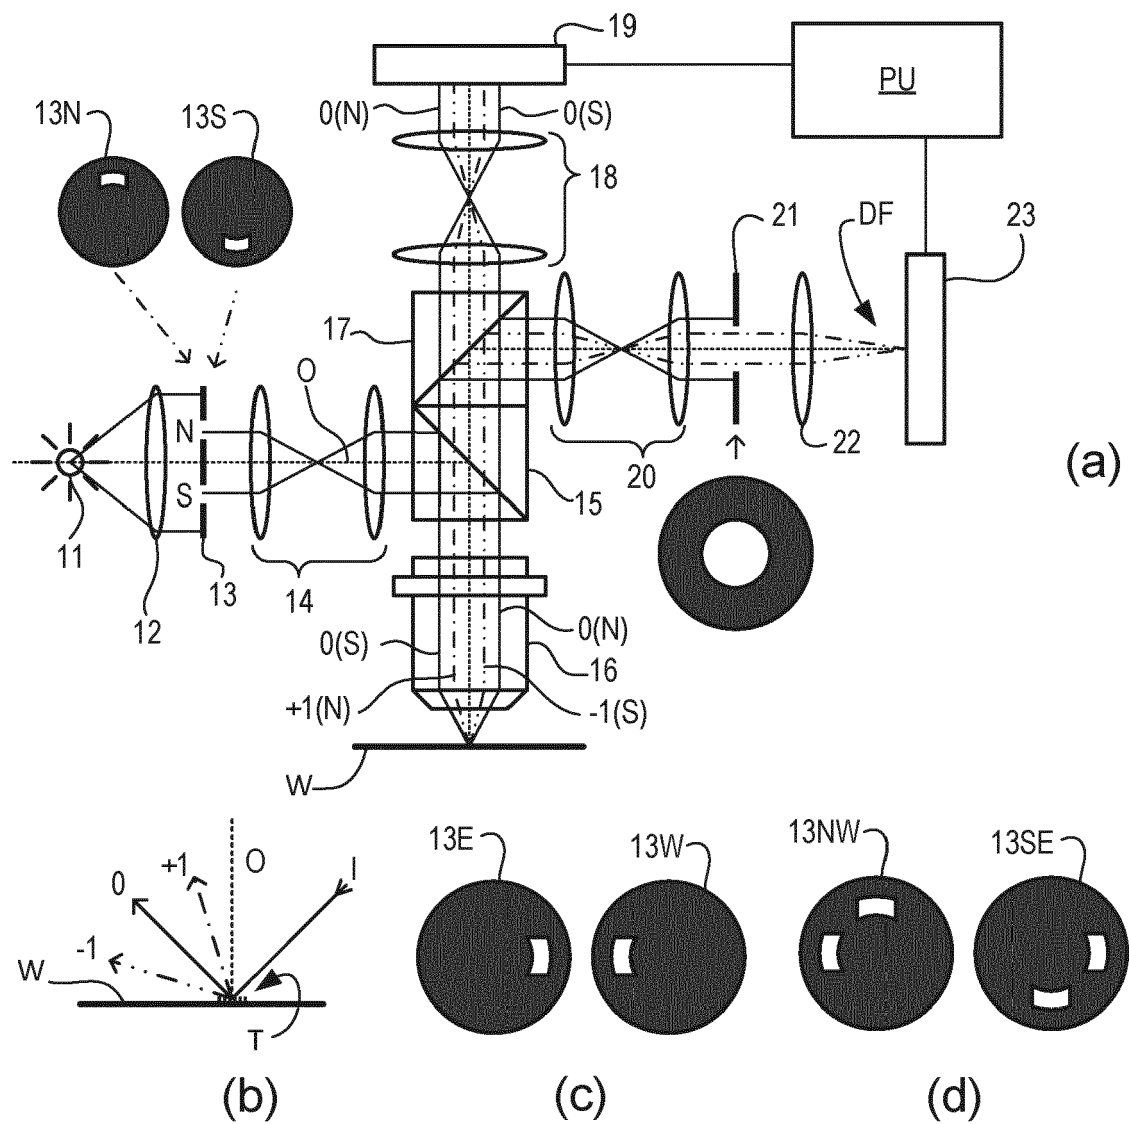 19
PU
0(N)
0(S)
13N
13S
18
21
DF
23
17
O
N
S
11
12
13
14
15
20
22
(a)
0(S)
0(N)
16
+1(N)
-1(S)
W
0
+1
O
I
-1
W
T
13E
13W
13NW
13SE
(b)
(c)
(d)